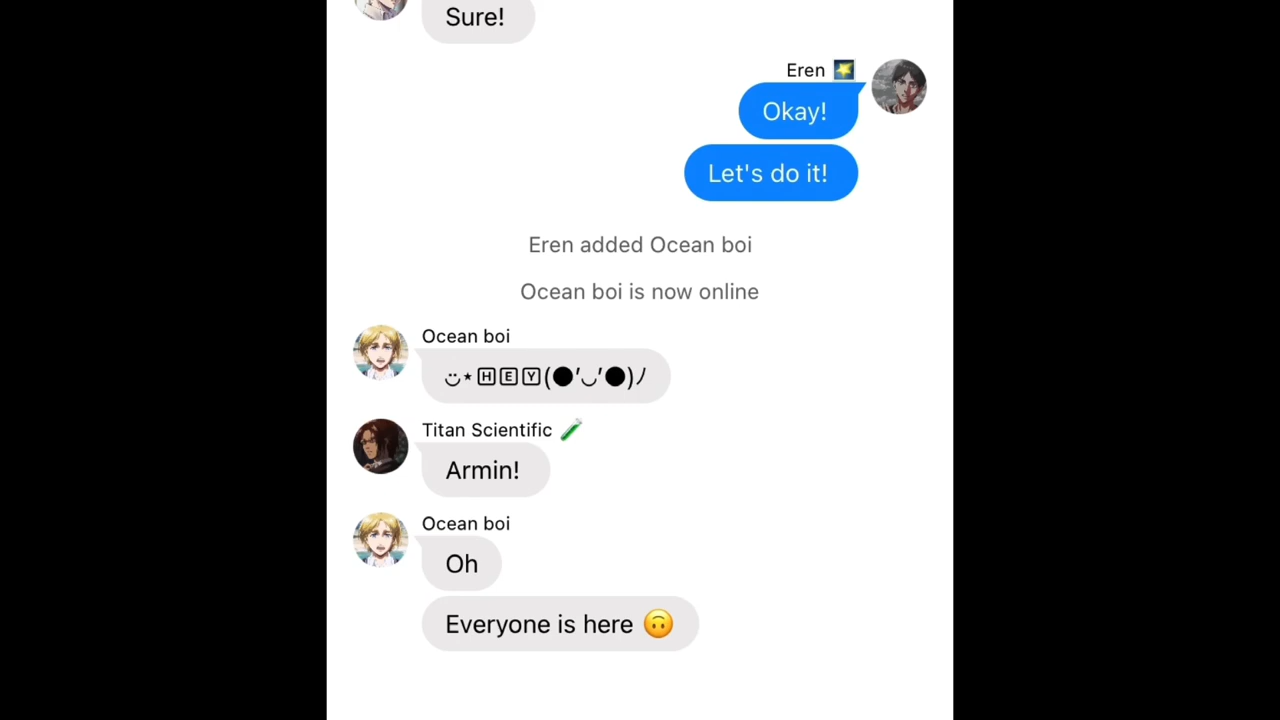 Sure!
Eren 🌠
Okay!
Let's do it!
Eren added Ocean boi
Ocean boi is now online
Ocean boi
ᵕ̈⋆🄷🄴🅈(●’◡’●)ﾉ
Titan Scientific 🧪
Armin!
Ocean boi
Oh
Everyone is here 🙃